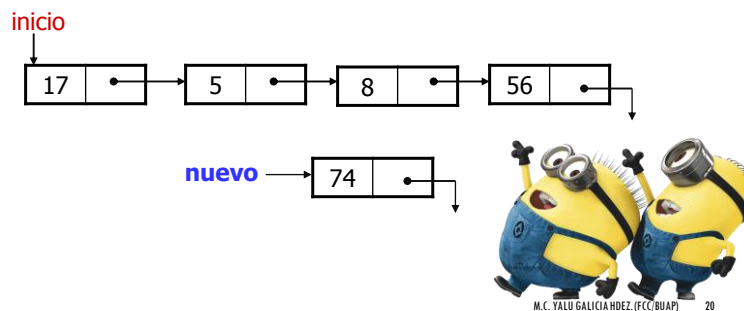 inicio
17 5 8 56
nuevo 74
M.C. YALU GALICIA HDEZ.(FCC/BUAP) 20